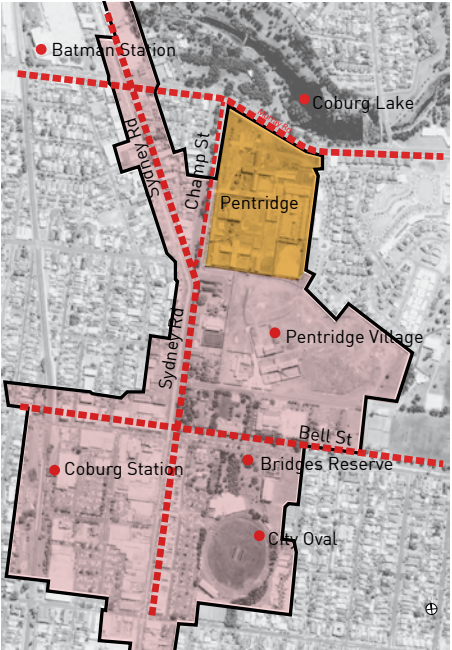 Batman Station
Coburg Lake
Sydney Rd
Champ St
Pentridge
Sydney Rd
Pentridge Village
Bell St
Coburg Station
Bridges Reserve
City Oval